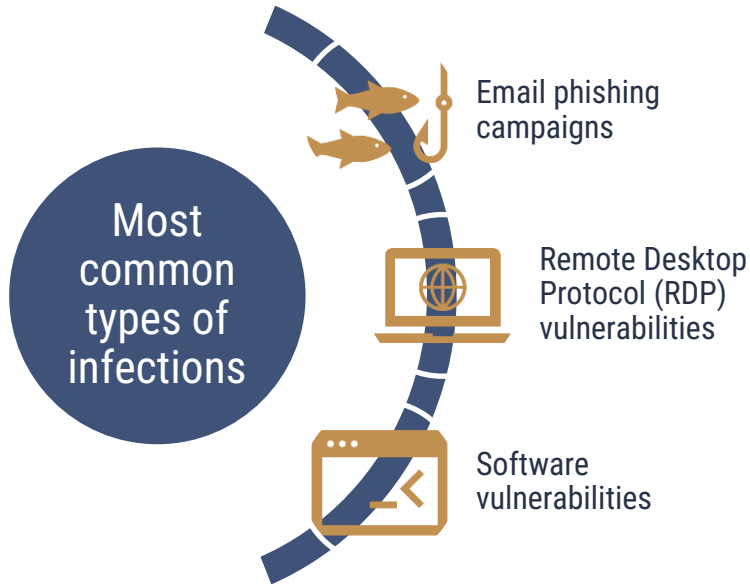 Most
common
types of
infections
Email phishing
campaigns
Remote Desktop
Protocol (RDP)
vulnerabilities
Software
vulnerabilities